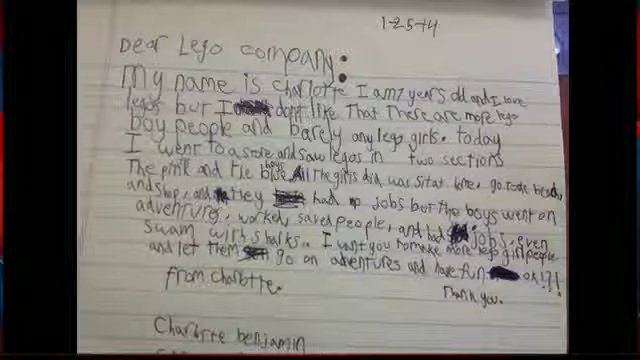 1-25-14
Dear Lego company:
My name is Charlotte I am 7 years old and I love
legos but I dont like That There are more lego
boy people and barely any lego girls. today
I went to a store and saw legos in two sections
The pink and the blue boys. All the girls did was sit at home, go to the beach,
and shop, and they had no jobs but the boys went on
adventures, worked, saved people, and had jobs, even
swam with sharks. I want you to make more lego girl people
and let them go on adventures and have fun ok!?!
from Charlotte.
Thank you.
Charlotte benjamin